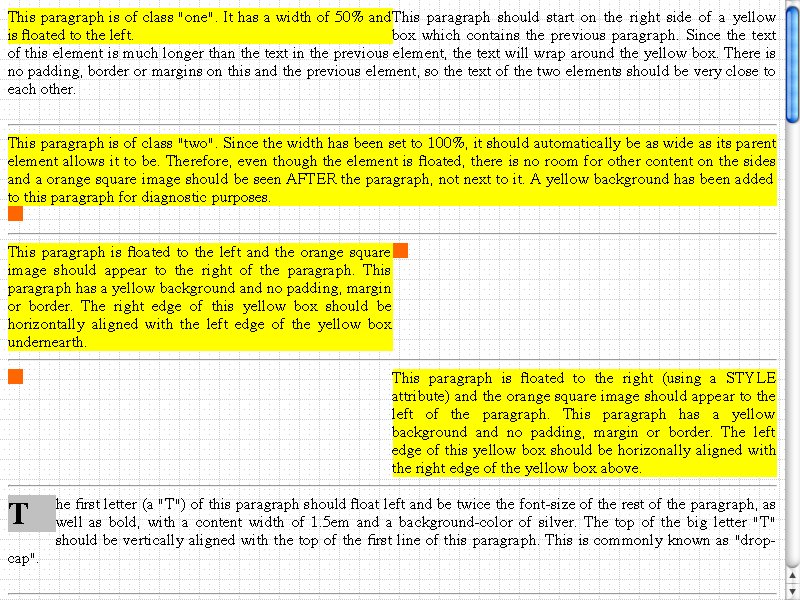 This paragraph is of class "one". It has a width of 50% and
is floated to the left.
This paragraph should start on the right side of a yellow
box which contains the previous paragraph. Since the text
of this element is much longer than the text in the previous element, the text will wrap around the yellow box. There is
no padding, border or margins on this and the previous element, so the text of the two elements should be very close to
each other.
This paragraph is of class "two". Since the width has been set to 100%, it should automatically be as wide as its parent
element allows it to be. Therefore, even though the element is floated, there is no room for other content on the sides
and a orange square image should be seen AFTER the paragraph, not next to it. A yellow background has been added
to this paragraph for diagnostic purposes.
This paragraph is floated to the left and the orange square
image should appear to the right of the paragraph. This
paragraph has a yellow background and no padding, margin
or border. The right edge of this yellow box should be
horizontally aligned with the left edge of the yellow box
undernearth.
This paragraph is floated to the right (using a STYLE
attribute) and the orange square image should appear to the
left of the paragraph. This paragraph has a yellow
background and no padding, margin or border. The left
edge of this yellow box should be horizonally aligned with
the right edge of the yellow box above.
The first letter (a "T") of this paragraph should float left and be twice the font-size of the rest of the paragraph, as
well as bold, with a content width of 1.5em and a background-color of silver. The top of the big letter "T"
should be vertically aligned with the top of the first line of this paragraph. This is commonly known as "drop-
cap".